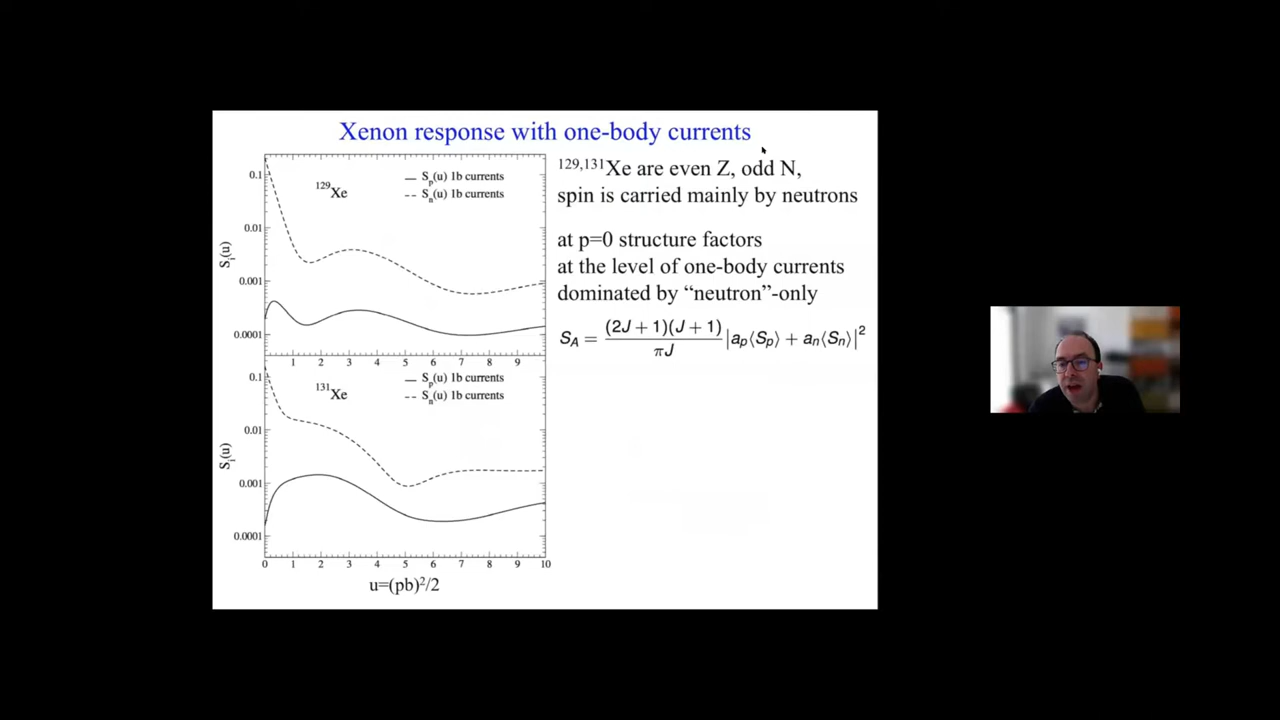 Xenon response with one-body currents
0.1
0.01
0.001
0.0001
S_i(u)
¹²⁹Xe
— S_p(u) 1b currents
-- S_n(u) 1b currents
1 2 3 4 5 6 7 8 9
0.1
0.01
0.001
0.0001
S_i(u)
¹³¹Xe
— S_p(u) 1b currents
-- S_n(u) 1b currents
0 1 2 3 4 5 6 7 8 9 10
u=(pb)²/2
¹²⁹,¹³¹Xe are even Z, odd N,
spin is carried mainly by neutrons
at p=0 structure factors
at the level of one-body currents
dominated by “neutron”-only
S_A = (2J + 1)(J + 1) / πJ |a_p⟨S_p⟩ + a_n⟨S_n⟩|²